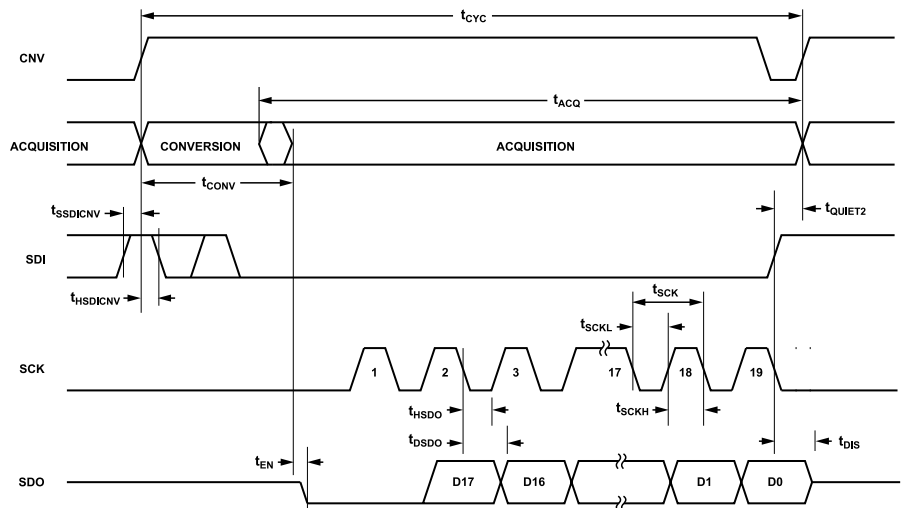 tCYC
CNV
tACQ
ACQUISITION
CONVERSION
ACQUISITION
tCONV
tSSDICNV
tQUIET2
SDI
tHSDICNV
tSCK
tSCKL
SCK
1
2
3
17
18
19
tHSDO
tSCKH
tDSDO
tDIS
tEN
SDO
D17
D16
D1
D0